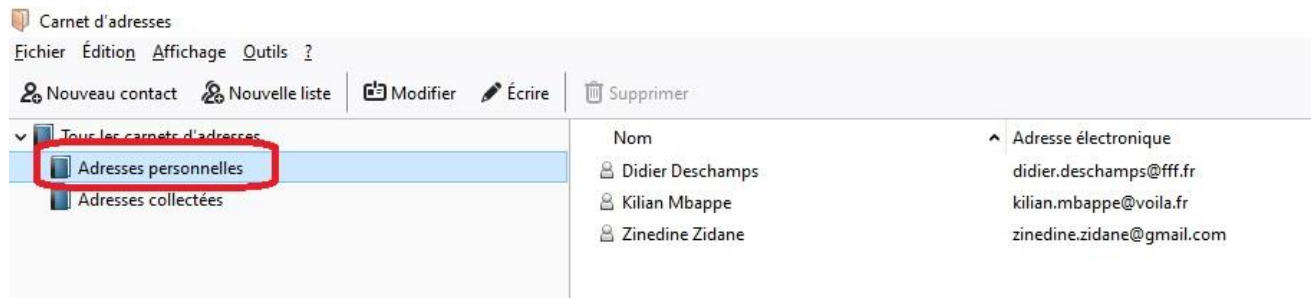 Carnet d'adresses
Fichier Édition Affichage Outils ?
Nouveau contact Nouvelle liste Modifier Écrire Supprimer
Tous les carnets d'adresses
Adresses personnelles
Adresses collectées
Nom Adresse électronique
Didier Deschamps didier.deschamps@fff.fr
Kilian Mbappe kilian.mbappe@voila.fr
Zinedine Zidane zinedine.zidane@gmail.com